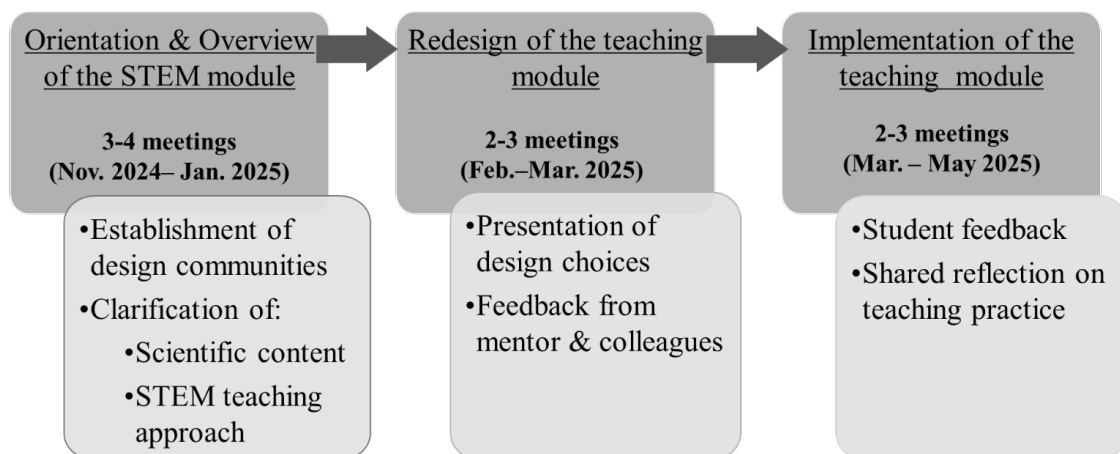 Orientation & Overview
of the STEM module
3-4 meetings
(Nov. 2024– Jan. 2025)
•Establishment of
design communities
•Clarification of:
•Scientific content
•STEM teaching
approach
Redesign of the teaching
module
2-3 meetings
(Feb.–Mar. 2025)
•Presentation of
design choices
•Feedback from
mentor & colleagues
Implementation of the
teaching module
2-3 meetings
(Mar. – May 2025)
•Student feedback
•Shared reflection on
teaching practice